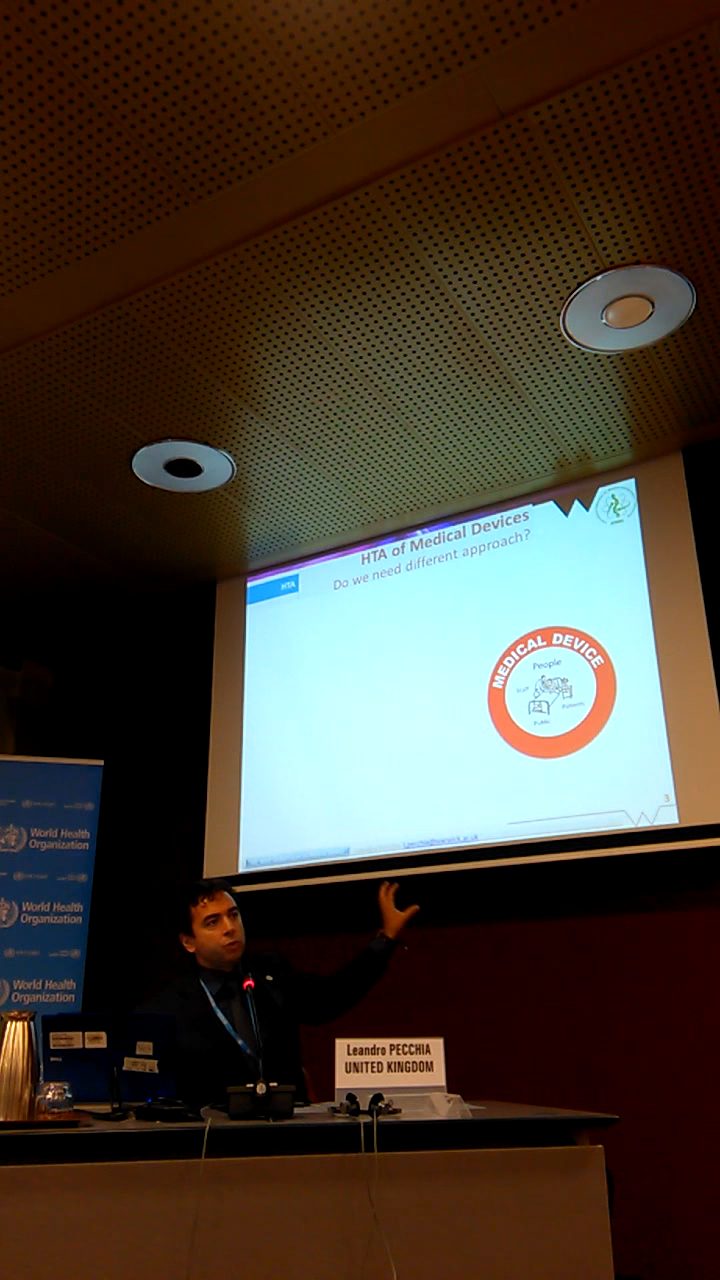 HTA of Medical Devices
Do we need different approach?
HTA
MEDICAL DEVICE
People
Staff
Patients
Public
3
World Health
Organization
World Health
Organization
World Health
Organization
Leandro PECCHIA
UNITED KINGDOM